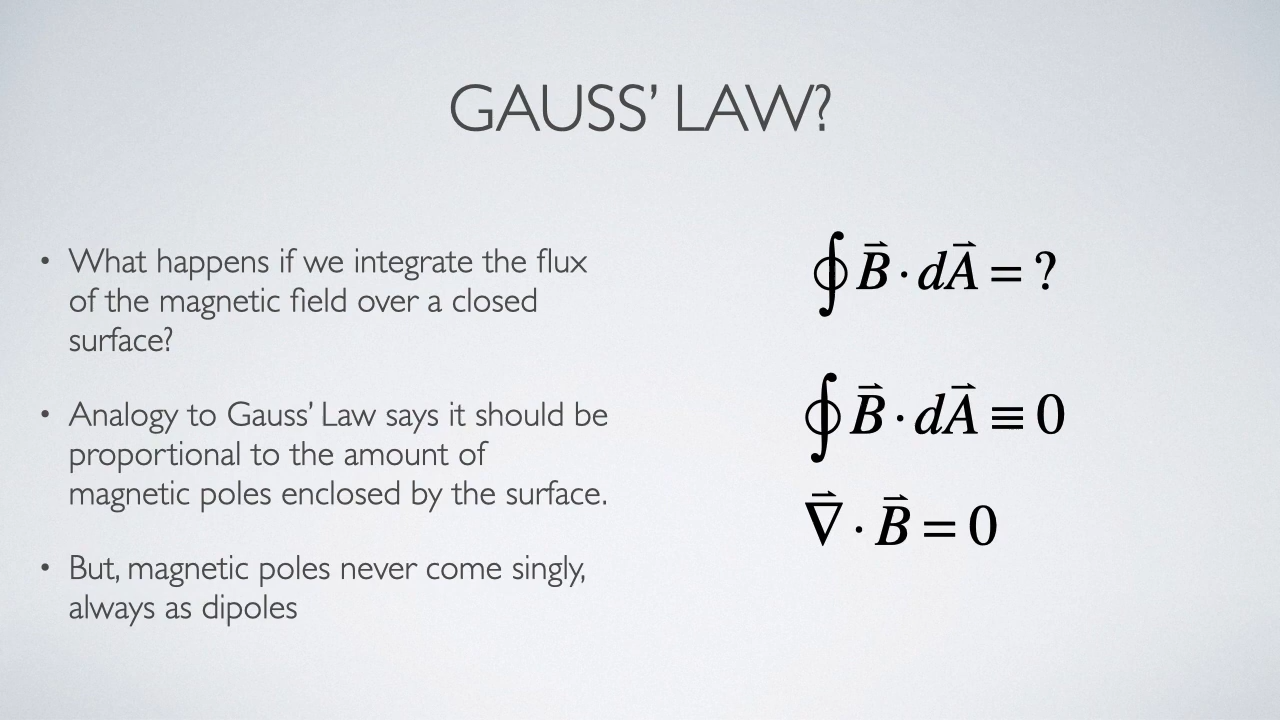 GAUSS’ LAW?
• What happens if we integrate the flux
of the magnetic field over a closed
surface?
• Analogy to Gauss’ Law says it should be
proportional to the amount of
magnetic poles enclosed by the surface.
• But, magnetic poles never come singly,
always as dipoles
∮ B⃗ · dA⃗ = ?
∮ B⃗ · dA⃗ ≡ 0
∇⃗ · B⃗ = 0